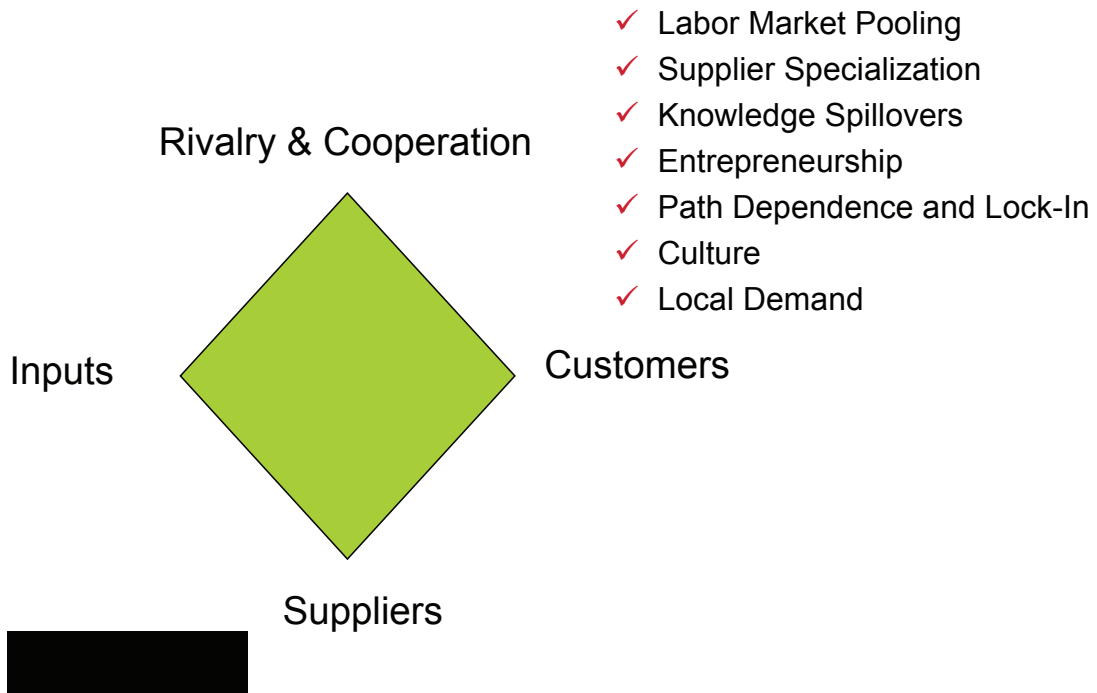 Labor Market Pooling
Supplier Specialization
Knowledge Spillovers
Entrepreneurship
Path Dependence and Lock-In
Culture
Local Demand
Rivalry & Cooperation
Inputs
Customers
Suppliers